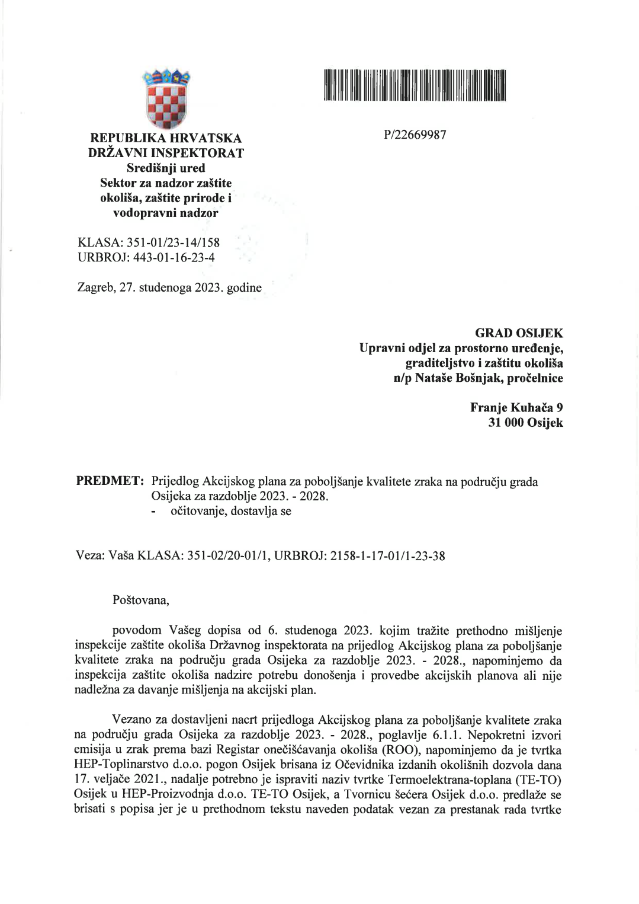 P/22669987
REPUBLIKA HRVATSKA
DRŽAVNI INSPEKTORAT
Središnji ured
Sektor za nadzor zaštite
okoliša, zaštite prirode i
vodopravni nadzor
KLASA: 351-01/23-14/158
URBROJ: 443-01-16-23-4
Zagreb, 27. studenoga 2023. godine
GRAD OSIJEK
Upravni odjel za prostorno uređenje,
graditeljstvo i zaštitu okoliša
n/p Nataše Bošnjak, pročelnice
Franje Kuhača 9
31 000 Osijek
PREDMET: Prijedlog Akcijskog plana za poboljšanje kvalitete zraka na području grada
Osijeka za razdoblje 2023. - 2028.
- očitovanje, dostavlja se
Veza: Vaša KLASA: 351-02/20-01/1, URBROJ: 2158-1-17-01/1-23-38
Poštovana,
povodom Vašeg dopisa od 6. studenoga 2023. kojim tražite prethodno mišljenje
inspekcije zaštite okoliša Državnog inspektorata na prijedlog Akcijskog plana za poboljšanje
kvalitete zraka na području grada Osijeka za razdoblje 2023. - 2028., napominjemo da
inspekcija zaštite okoliša nadzire potrebu donošenja i provedbe akcijskih planova ali nije
nadležna za davanje mišljenja na akcijski plan.
Vezano za dostavljeni nacrt prijedloga Akcijskog plana za poboljšanje kvalitete zraka
na području grada Osijeka za razdoblje 2023. - 2028., poglavlje 6.1.1. Nepokretni izvori
emisija u zrak prema bazi Registar onečišćavanja okoliša (ROO), napominjemo da je tvrtka
HEP-Toplinarstvo d.o.o. pogon Osijek brisana iz Očevidnika izdanih okolišnih dozvola dana
17. veljače 2021., nadalje potrebno je ispraviti naziv tvrtke Termoelektrana-toplana (TE-TO)
Osijek u HEP-Proizvodnja d.o.o. TE-TO Osijek, a Tvornicu šećera Osijek d.o.o. predlaže se
brisati s popisa jer je u prethodnom tekstu naveden podatak vezan za prestanak rada tvrtke